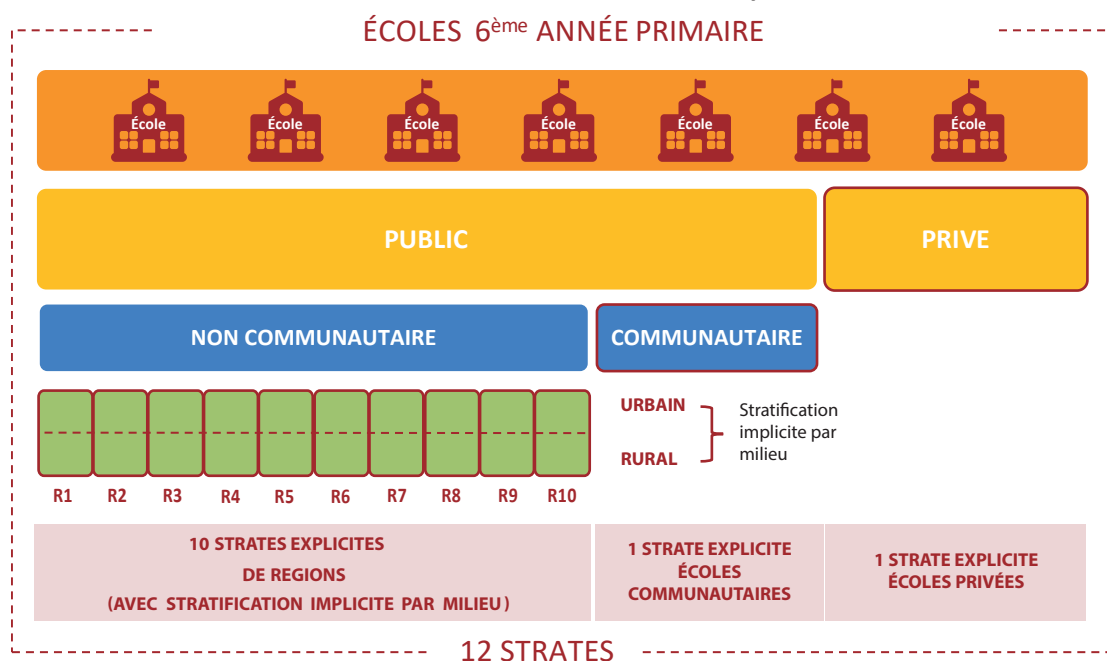 ÉCOLES 6ème ANNÉE PRIMAIRE
École École École École École École École
PUBLIC
PRIVE
NON COMMUNAUTAIRE
COMMUNAUTAIRE
URBAIN
RURAL
Stratification
implicite par
milieu
R1 R2 R3 R4 R5 R6 R7 R8 R9 R10
10 STRATES EXPLICITES
DE REGIONS
(AVEC STRATIFICATION IMPLICITE PAR MILIEU )
1 STRATE EXPLICITE
ÉCOLES
COMMUNAUTAIRES
1 STRATE EXPLICITE
ÉCOLES PRIVÉES
12 STRATES